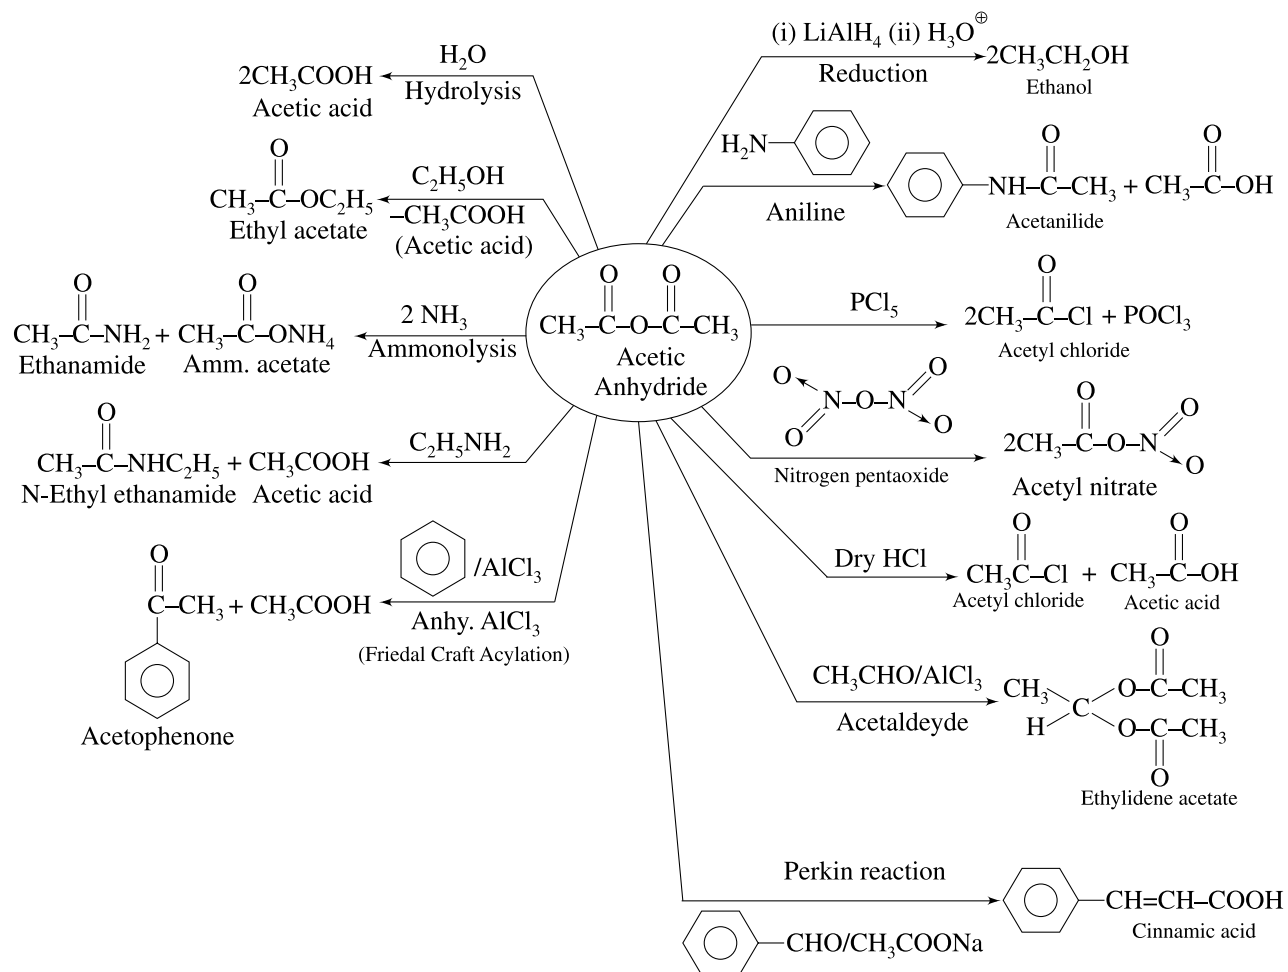 H₂O
2CH₃COOH
Hydrolysis
Acetic acid
O
C₂H₅OH
CH₃–C–OC₂H₅
–CH₃COOH
Ethyl acetate
(Acetic acid)
O O
2 NH₃
CH₃–C–NH₂ + CH₃–C–ONH₄
Ammonolysis
Ethanamide Amm. acetate
O
C₂H₅NH₂
CH₃–C–NHC₂H₅ + CH₃COOH
N-Ethyl ethanamide Acetic acid
O
/AlCl₃
C–CH₃ + CH₃COOH
Anhy. AlCl₃
(Friedal Craft Acylation)
Acetophenone
O O
CH₃–C–O–C–CH₃
Acetic
Anhydride
(i) LiAlH₄ (ii) H₃O⊕
2CH₃CH₂OH
Reduction
Ethanol
H₂N
O O
NH–C–CH₃ + CH₃–C–OH
Aniline
Acetanilide
O
PCl₅
2CH₃–C–Cl + POCl₃
Acetyl chloride
O O
N–O–N
O O
Nitrogen pentaoxide
O O
2CH₃–C–O–N
O
Acetyl nitrate
O O
Dry HCl
CH₃C–Cl + CH₃–C–OH
Acetyl chloride Acetic acid
O
CH₃CHO/AlCl₃
CH₃ O–C–CH₃
C
Acetaldeyde
H O–C–CH₃
O
Ethylidene acetate
Perkin reaction
CH=CH–COOH
Cinnamic acid
CHO/CH₃COONa